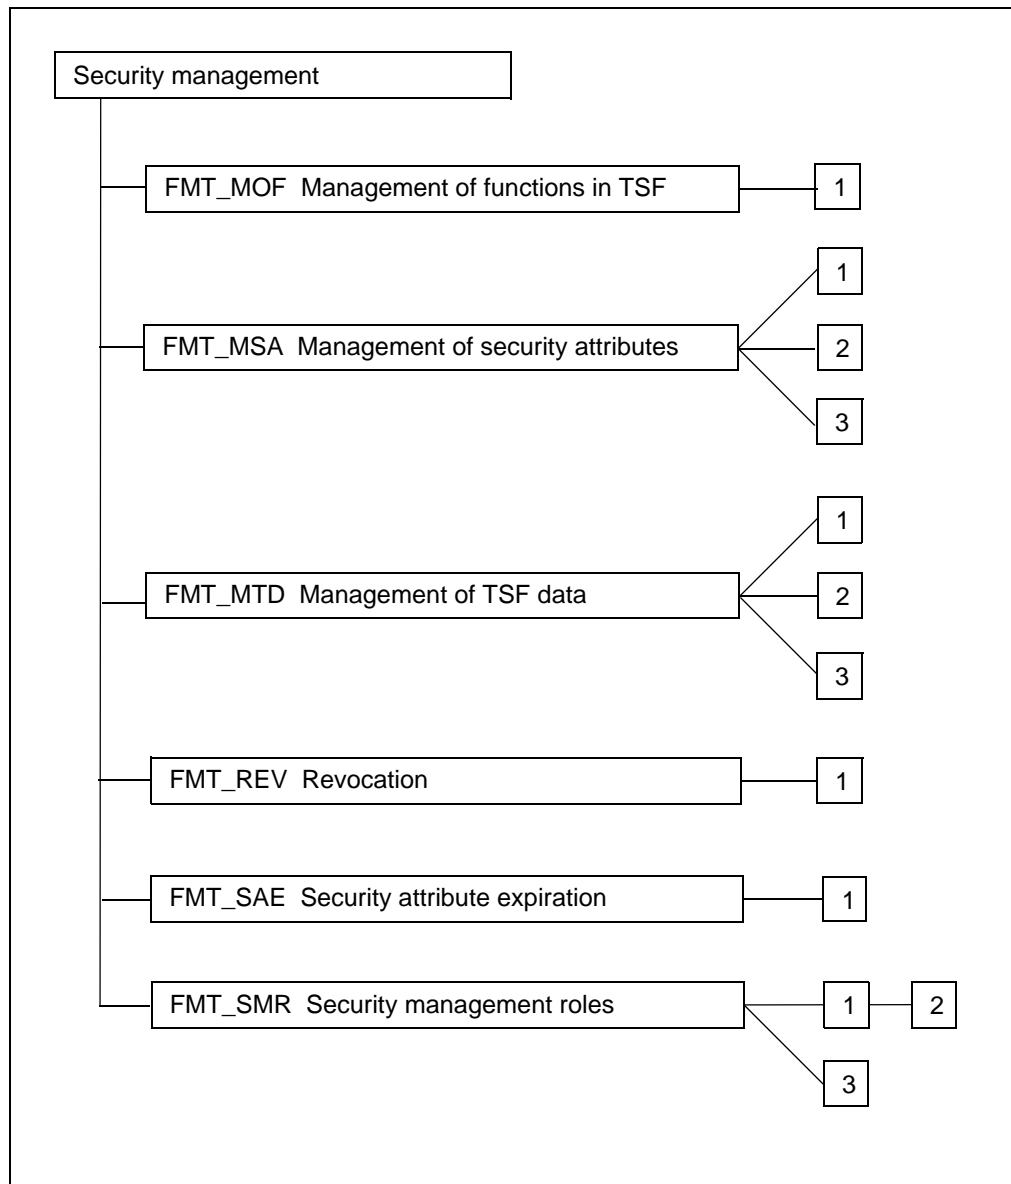 Security management
FMT_MOF Management of functions in TSF 1
1
FMT_MSA Management of security attributes 2
3
1
FMT_MTD Management of TSF data 2
3
FMT_REV Revocation 1
FMT_SAE Security attribute expiration 1
FMT_SMR Security management roles 1 2
3